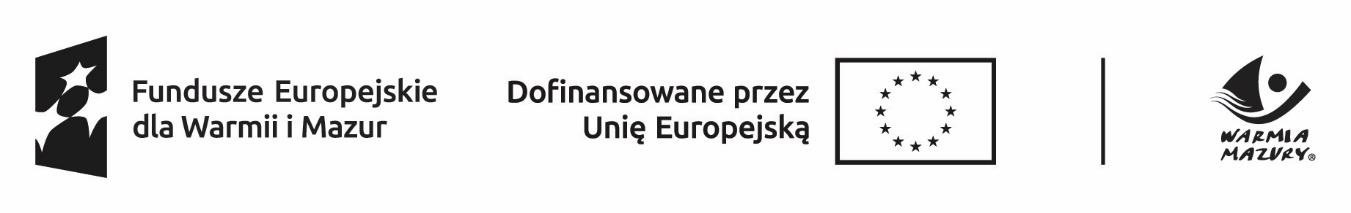 Fundusze Europejskie
dla Warmii i Mazur
Dofinansowane przez
Unię Europejską
WARMIA
MAZURY®